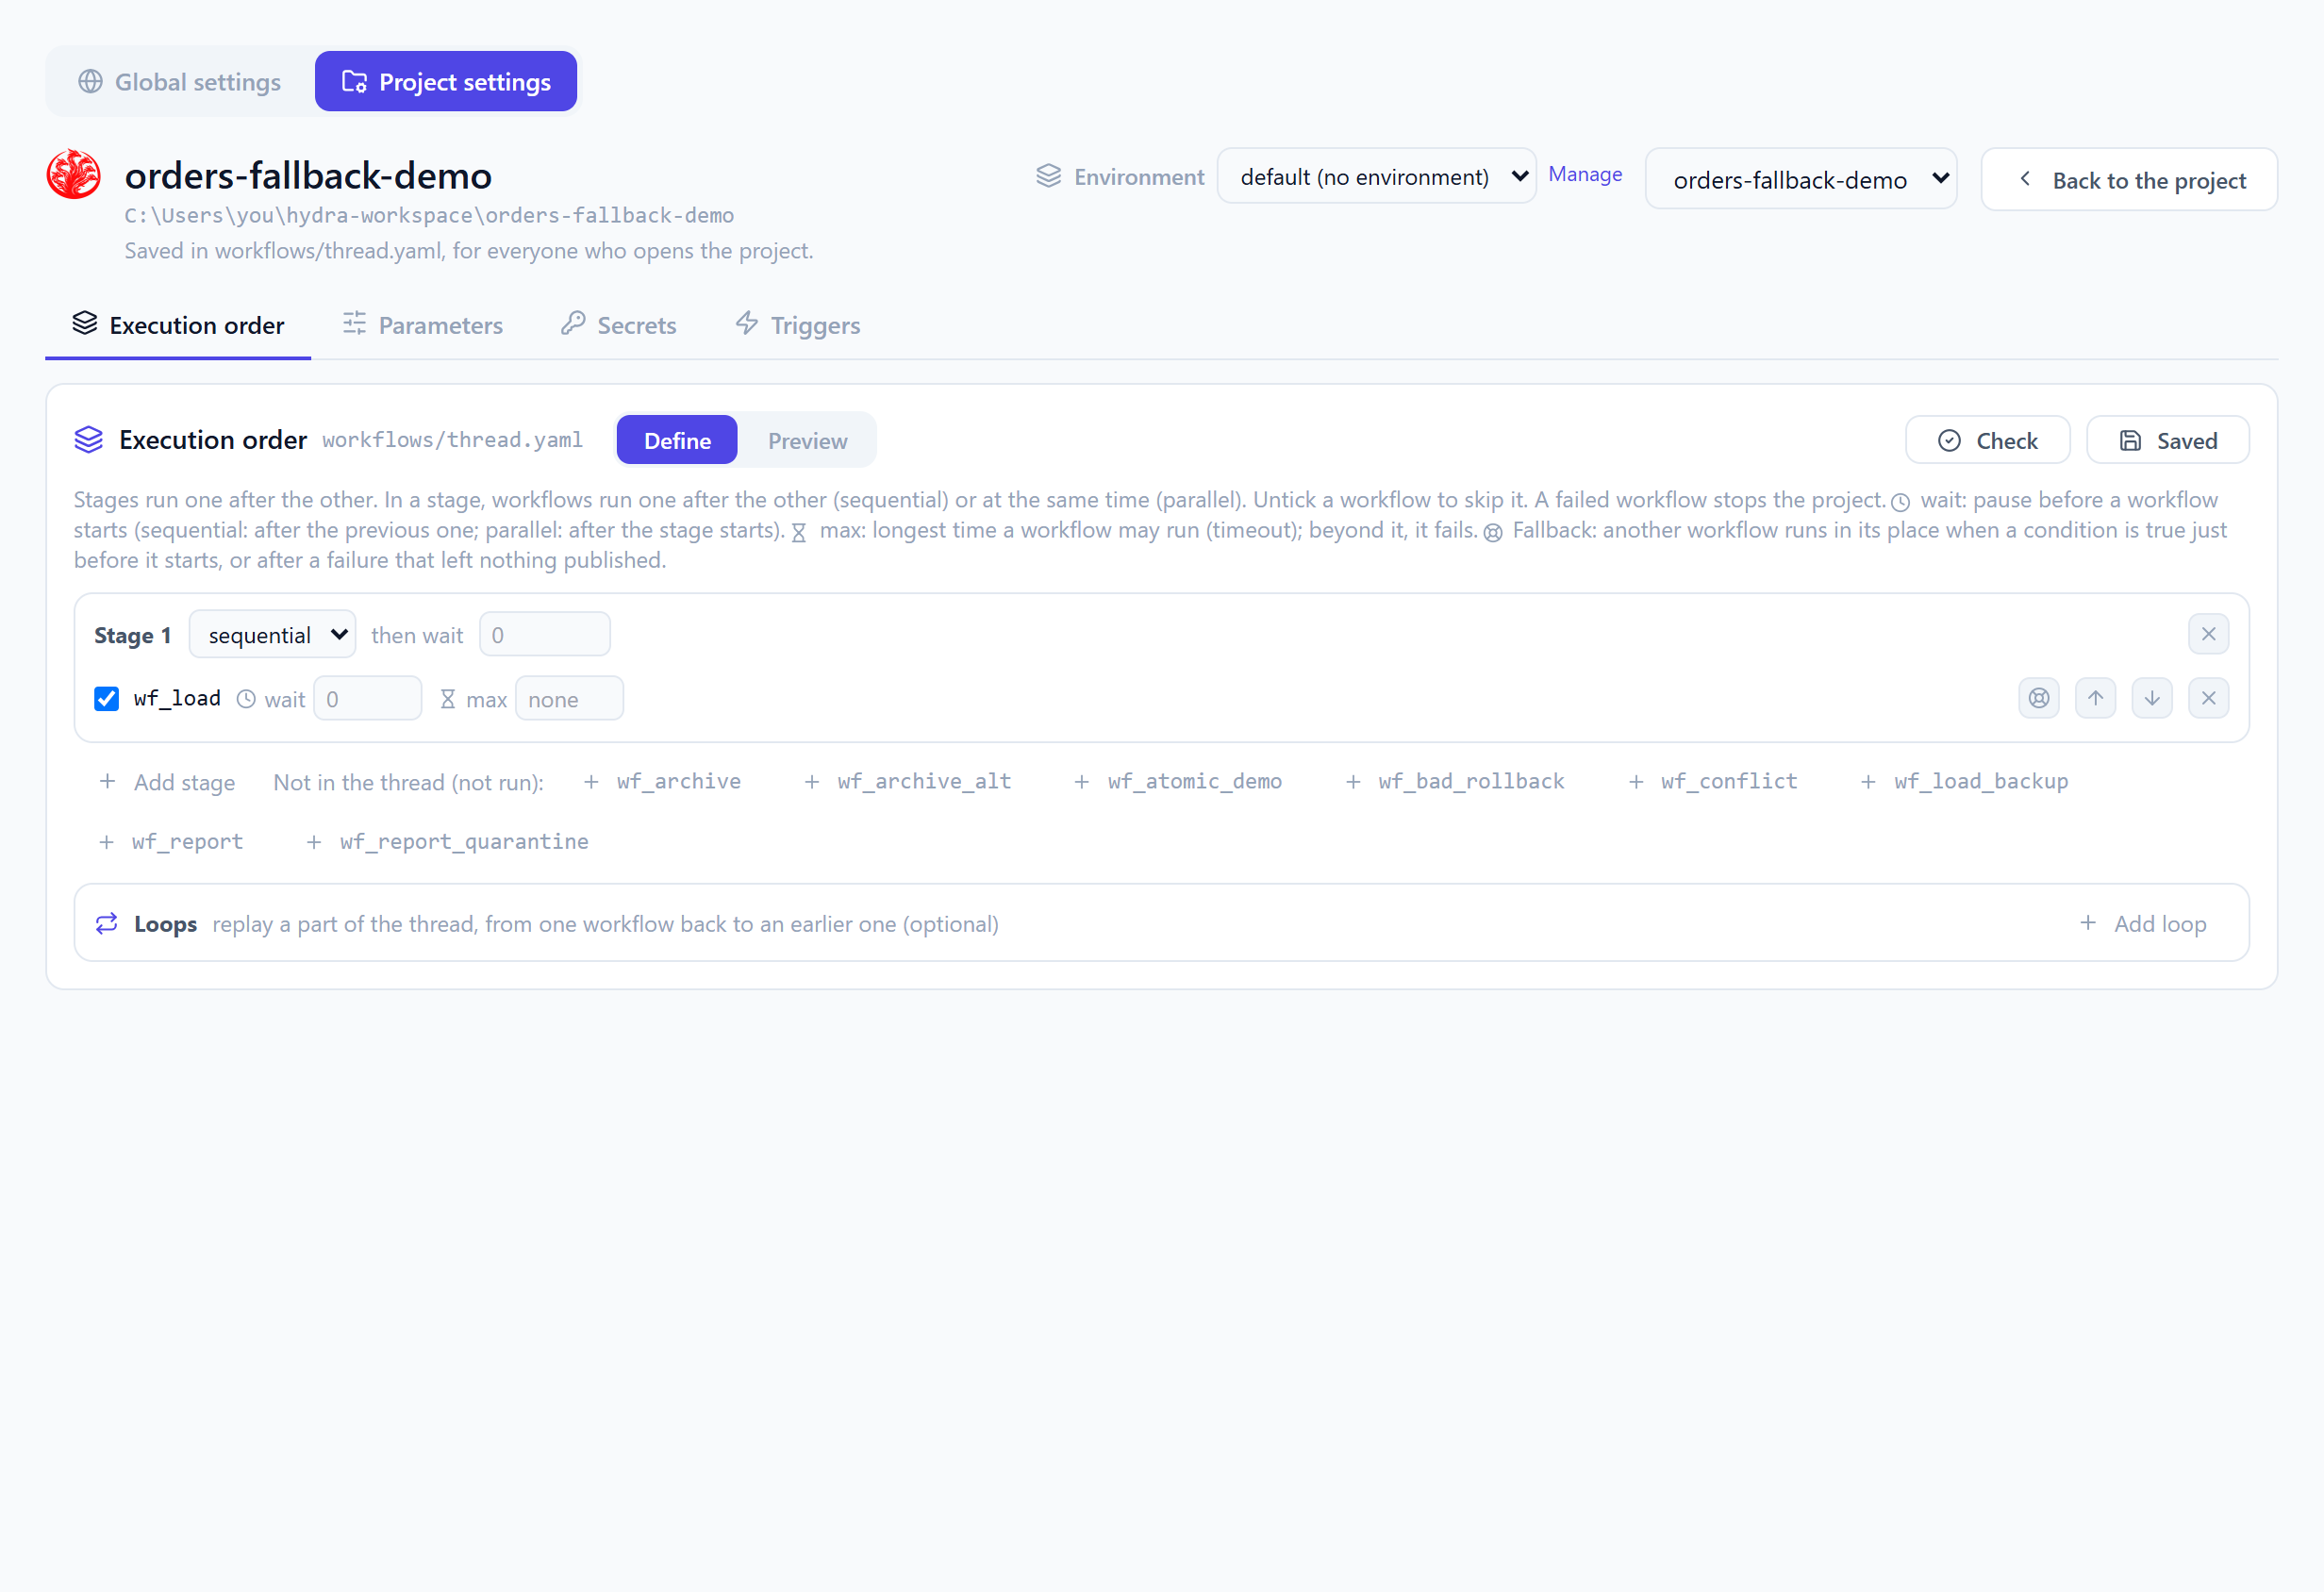 Global settings
Project settings
orders-fallback-demo
C:\Users\you\hydra-workspace\orders-fallback-demo
Saved in workflows/thread.yaml, for everyone who opens the project.
Environment
default (no environment)
Manage
orders-fallback-demo
Back to the project
Execution order
Parameters
Secrets
Triggers
Execution order
workflows/thread.yaml
Define
Preview
Check
Saved
Stages run one after the other. In a stage, workflows run one after the other (sequential) or at the same time (parallel). Untick a workflow to skip it. A failed workflow stops the project. wait: pause before a workflow
starts (sequential: after the previous one; parallel: after the stage starts). max: longest time a workflow may run (timeout); beyond it, it fails. Fallback: another workflow runs in its place when a condition is true just
before it starts, or after a failure that left nothing published.
Stage 1
sequential
then wait
0
wf_load
wait
0
max
none
+ Add stage
Not in the thread (not run):
+ wf_archive
+ wf_archive_alt
+ wf_atomic_demo
+ wf_bad_rollback
+ wf_conflict
+ wf_load_backup
+ wf_report
+ wf_report_quarantine
Loops
replay a part of the thread, from one workflow back to an earlier one (optional)
+ Add loop